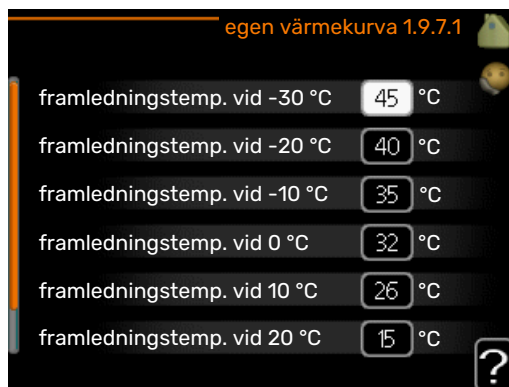 egen värmekurva 1.9.7.1
framledningstemp. vid -30 °C 45 °C
framledningstemp. vid -20 °C 40 °C
framledningstemp. vid -10 °C 35 °C
framledningstemp. vid 0 °C 32 °C
framledningstemp. vid 10 °C 26 °C
framledningstemp. vid 20 °C 15 °C
?